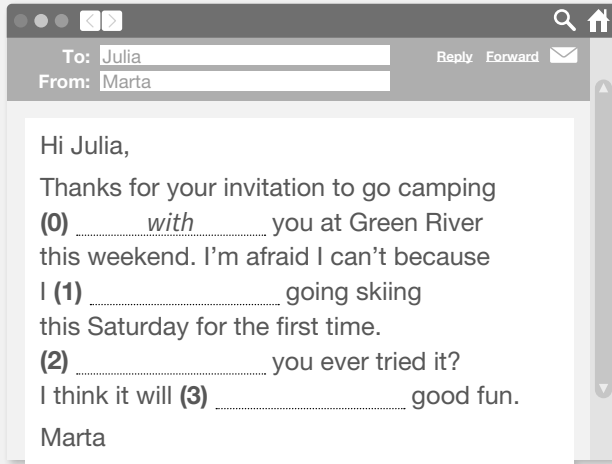 To: Julia
Reply Forward
From: Marta
Hi Julia,
Thanks for your invitation to go camping
(0) with you at Green River
this weekend. I'm afraid I can't because
I (1) going skiing
this Saturday for the first time.
(2) you ever tried it?
I think it will (3) good fun.
Marta